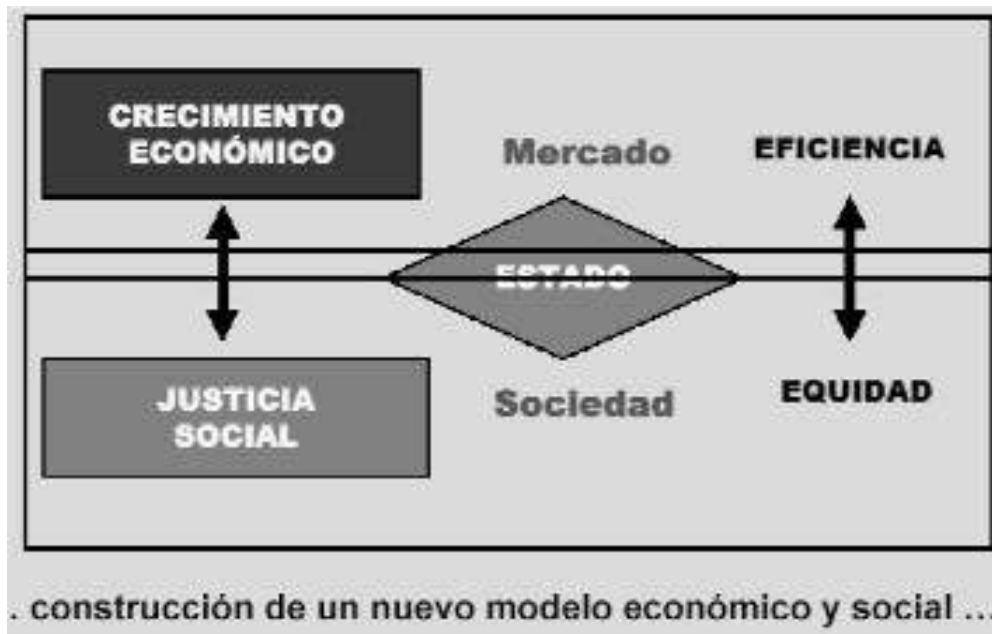 CRECIMIENTO
ECONÓMICO
Mercado
EFICIENCIA
ESTADO
JUSTICIA
SOCIAL
Sociedad
EQUIDAD
. construcción de un nuevo modelo económico y social ...